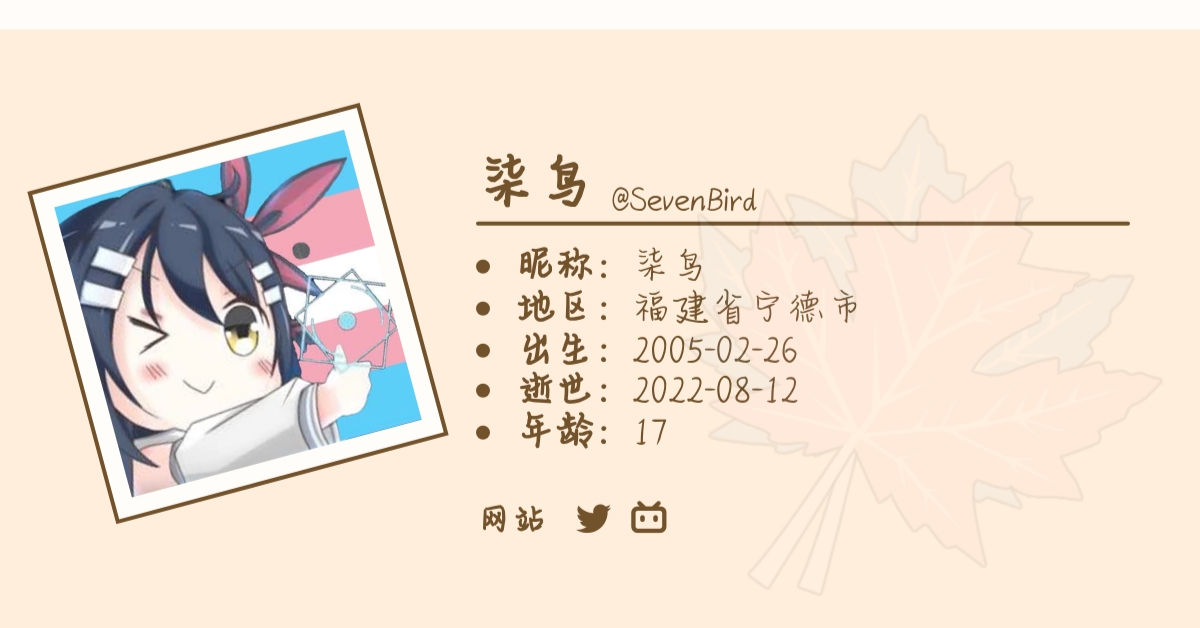 柒鸟 @SevenBird
昵称：柒鸟
地区：福建省宁德市
出生：2005-02-26
逝世：2022-08-12
年龄：17
网站